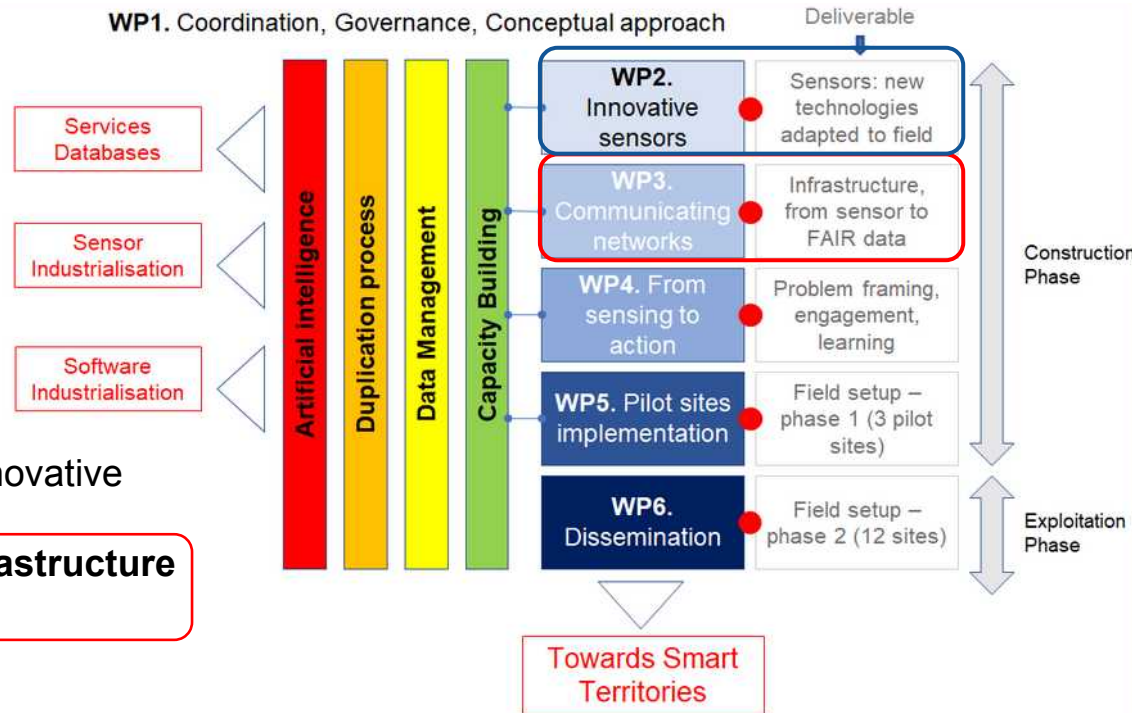 WP1. Coordination, Governance, Conceptual approach
Deliverable
Services
Databases
Sensor
Industrialisation
Software
Industrialisation
Artificial intelligence
Duplication process
Data Management
Capacity Building
WP2.
Innovative
sensors
Sensors: new
technologies
adapted to field
WP3.
Communicating
networks
Infrastructure,
from sensor to
FAIR data
WP4. From
sensing to
action
Problem framing,
engagement,
learning
WP5. Pilot sites
implementation
Field setup –
phase 1 (3 pilot
sites)
WP6.
Dissemination
Field setup –
phase 2 (12 sites)
Construction
Phase
Exploitation
Phase
Towards Smart
Territories